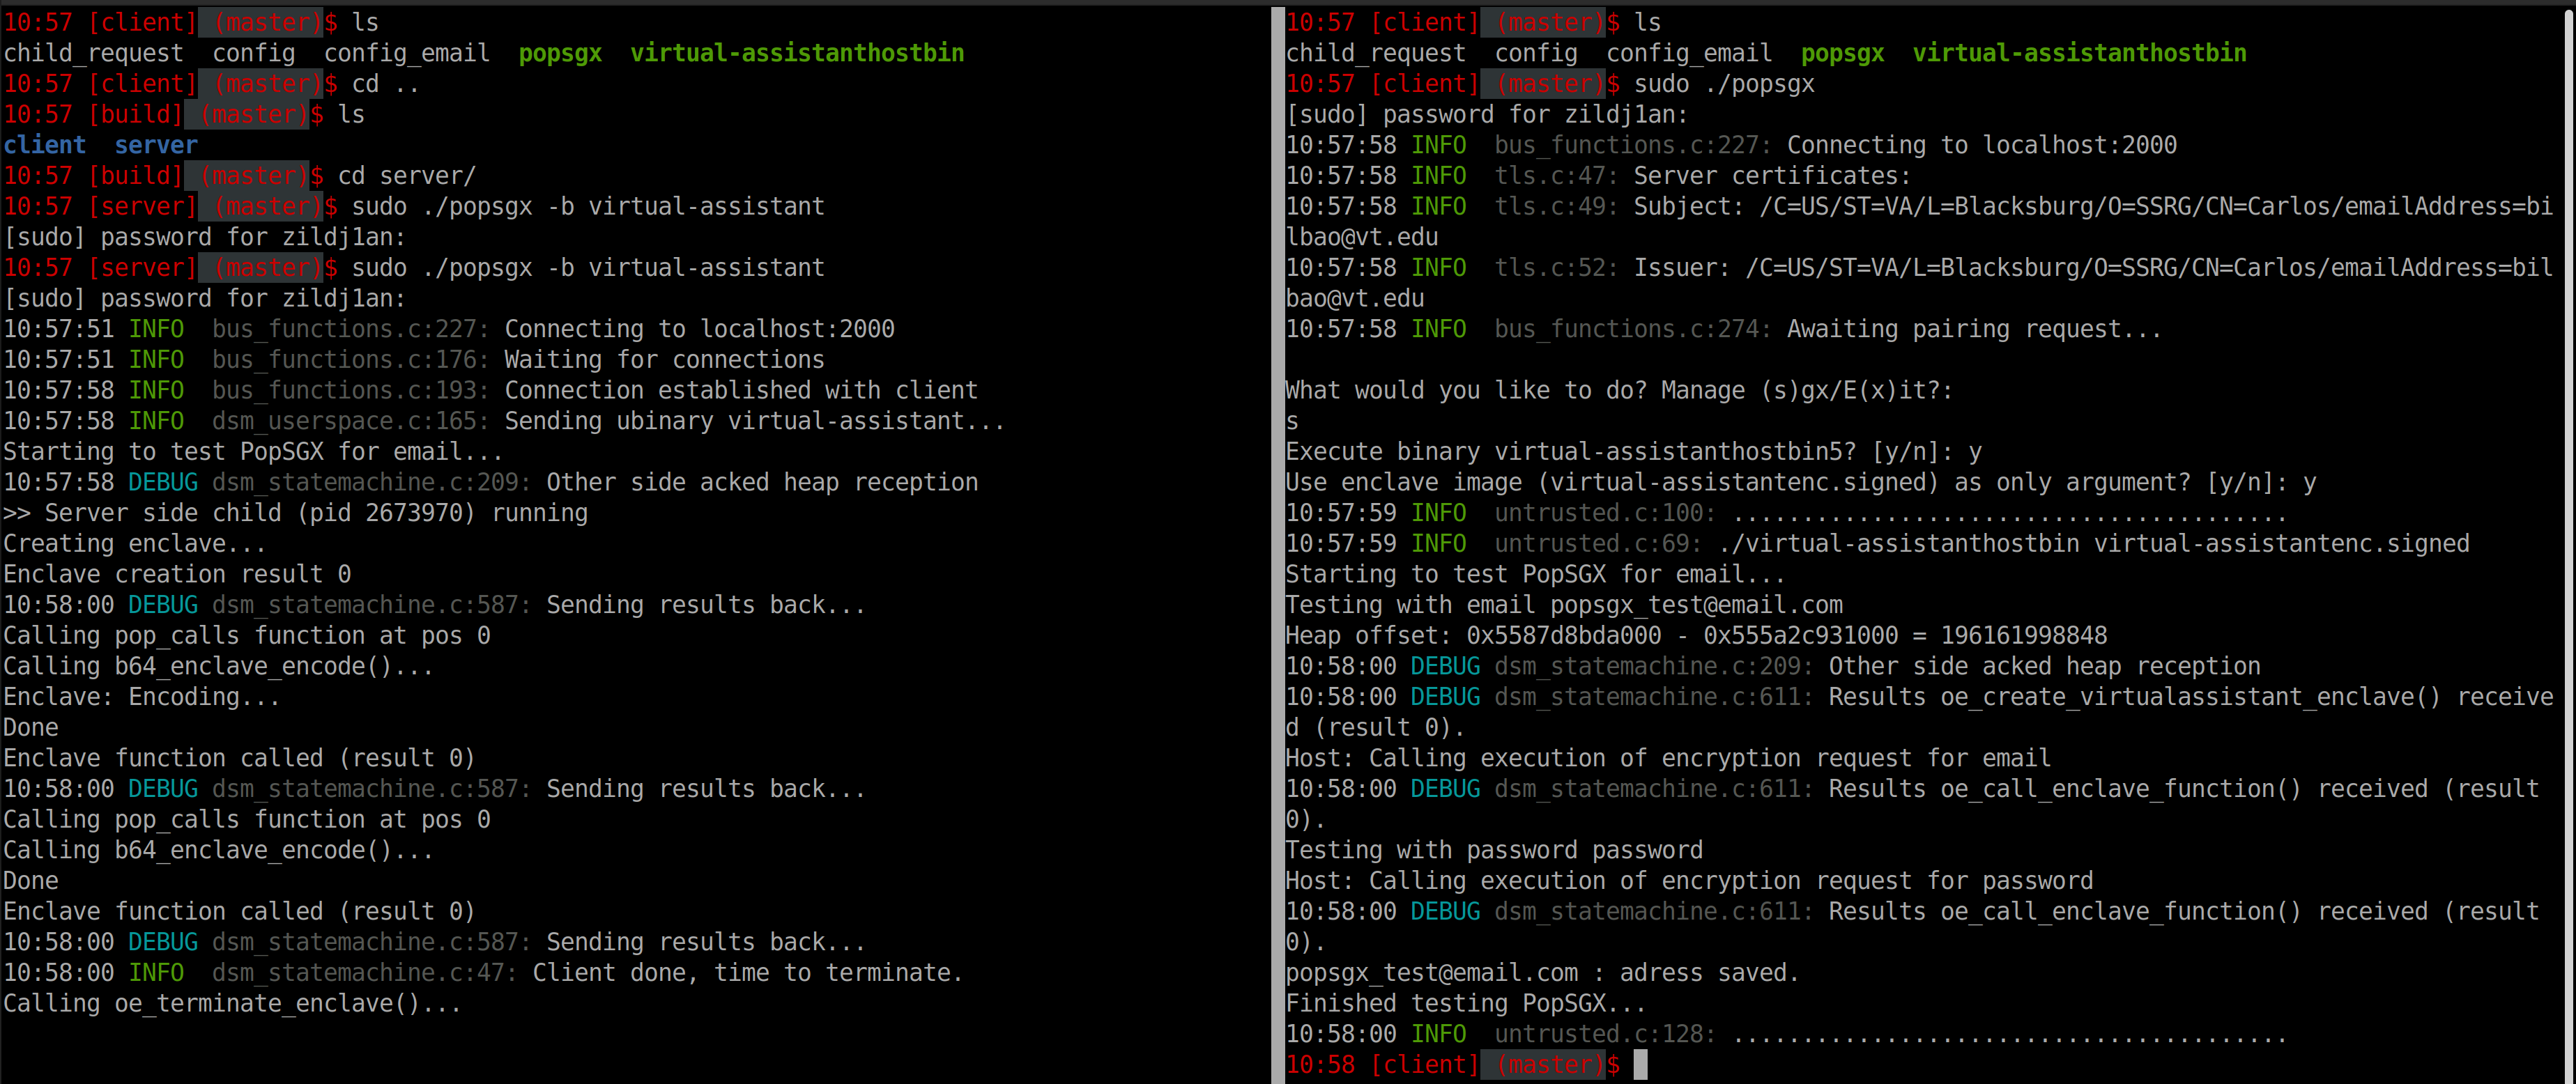 10:57 [client] (master)$ ls
child_request  config  config_email  popsgx  virtual-assistanthostbin
10:57 [client] (master)$ cd ..
10:57 [build] (master)$ ls
client  server
10:57 [build] (master)$ cd server/
10:57 [server] (master)$ sudo ./popsgx -b virtual-assistant
[sudo] password for zildj1an:
10:57 [server] (master)$ sudo ./popsgx -b virtual-assistant
[sudo] password for zildj1an:
10:57:51 INFO  bus_functions.c:227: Connecting to localhost:2000
10:57:51 INFO  bus_functions.c:176: Waiting for connections
10:57:58 INFO  bus_functions.c:193: Connection established with client
10:57:58 INFO  dsm_userspace.c:165: Sending ubinary virtual-assistant...
Starting to test PopSGX for email...
10:57:58 DEBUG dsm_statemachine.c:209: Other side acked heap reception
>> Server side child (pid 2673970) running
Creating enclave...
Enclave creation result 0
10:58:00 DEBUG dsm_statemachine.c:587: Sending results back...
Calling pop_calls function at pos 0
Calling b64_enclave_encode()...
Enclave: Encoding...
Done
Enclave function called (result 0)
10:58:00 DEBUG dsm_statemachine.c:587: Sending results back...
Calling pop_calls function at pos 0
Calling b64_enclave_encode()...
Done
Enclave function called (result 0)
10:58:00 DEBUG dsm_statemachine.c:587: Sending results back...
10:58:00 INFO  dsm_statemachine.c:47: Client done, time to terminate.
Calling oe_terminate_enclave()...
10:57 [client] (master)$ ls
child_request  config  config_email  popsgx  virtual-assistanthostbin
10:57 [client] (master)$ sudo ./popsgx
[sudo] password for zildj1an:
10:57:58 INFO  bus_functions.c:227: Connecting to localhost:2000
10:57:58 INFO  tls.c:47: Server certificates:
10:57:58 INFO  tls.c:49: Subject: /C=US/ST=VA/L=Blacksburg/O=SSRG/CN=Carlos/emailAddress=bi
lbao@vt.edu
10:57:58 INFO  tls.c:52: Issuer: /C=US/ST=VA/L=Blacksburg/O=SSRG/CN=Carlos/emailAddress=bil
bao@vt.edu
10:57:58 INFO  bus_functions.c:274: Awaiting pairing request...
What would you like to do? Manage (s)gx/E(x)it?:
s
Execute binary virtual-assistanthostbin5? [y/n]: y
Use enclave image (virtual-assistantenc.signed) as only argument? [y/n]: y
10:57:59 INFO  untrusted.c:100: ........................................
10:57:59 INFO  untrusted.c:69: ./virtual-assistanthostbin virtual-assistantenc.signed
Starting to test PopSGX for email...
Testing with email popsgx_test@email.com
Heap offset: 0x5587d8bda000 - 0x555a2c931000 = 196161998848
10:58:00 DEBUG dsm_statemachine.c:209: Other side acked heap reception
10:58:00 DEBUG dsm_statemachine.c:611: Results oe_create_virtualassistant_enclave() receive
d (result 0).
Host: Calling execution of encryption request for email
10:58:00 DEBUG dsm_statemachine.c:611: Results oe_call_enclave_function() received (result
0).
Testing with password password
Host: Calling execution of encryption request for password
10:58:00 DEBUG dsm_statemachine.c:611: Results oe_call_enclave_function() received (result
0).
popsgx_test@email.com : adress saved.
Finished testing PopSGX...
10:58:00 INFO  untrusted.c:128: ........................................
10:58 [client] (master)$